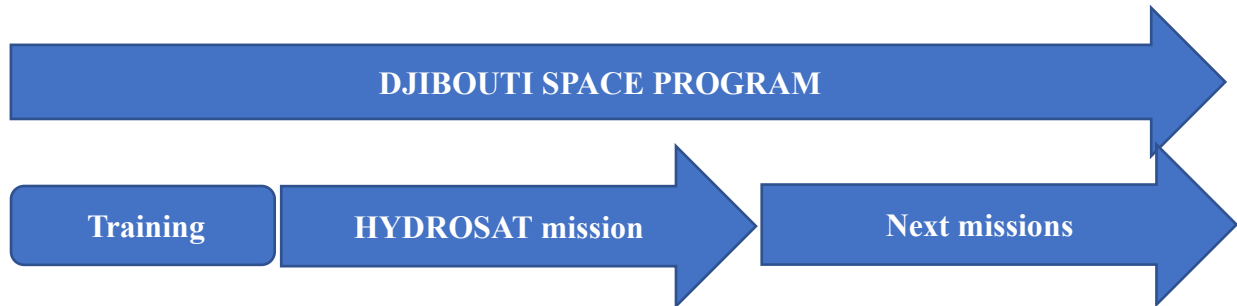 DJIBOUTI SPACE PROGRAM
Training
HYDROSAT mission
Next missions